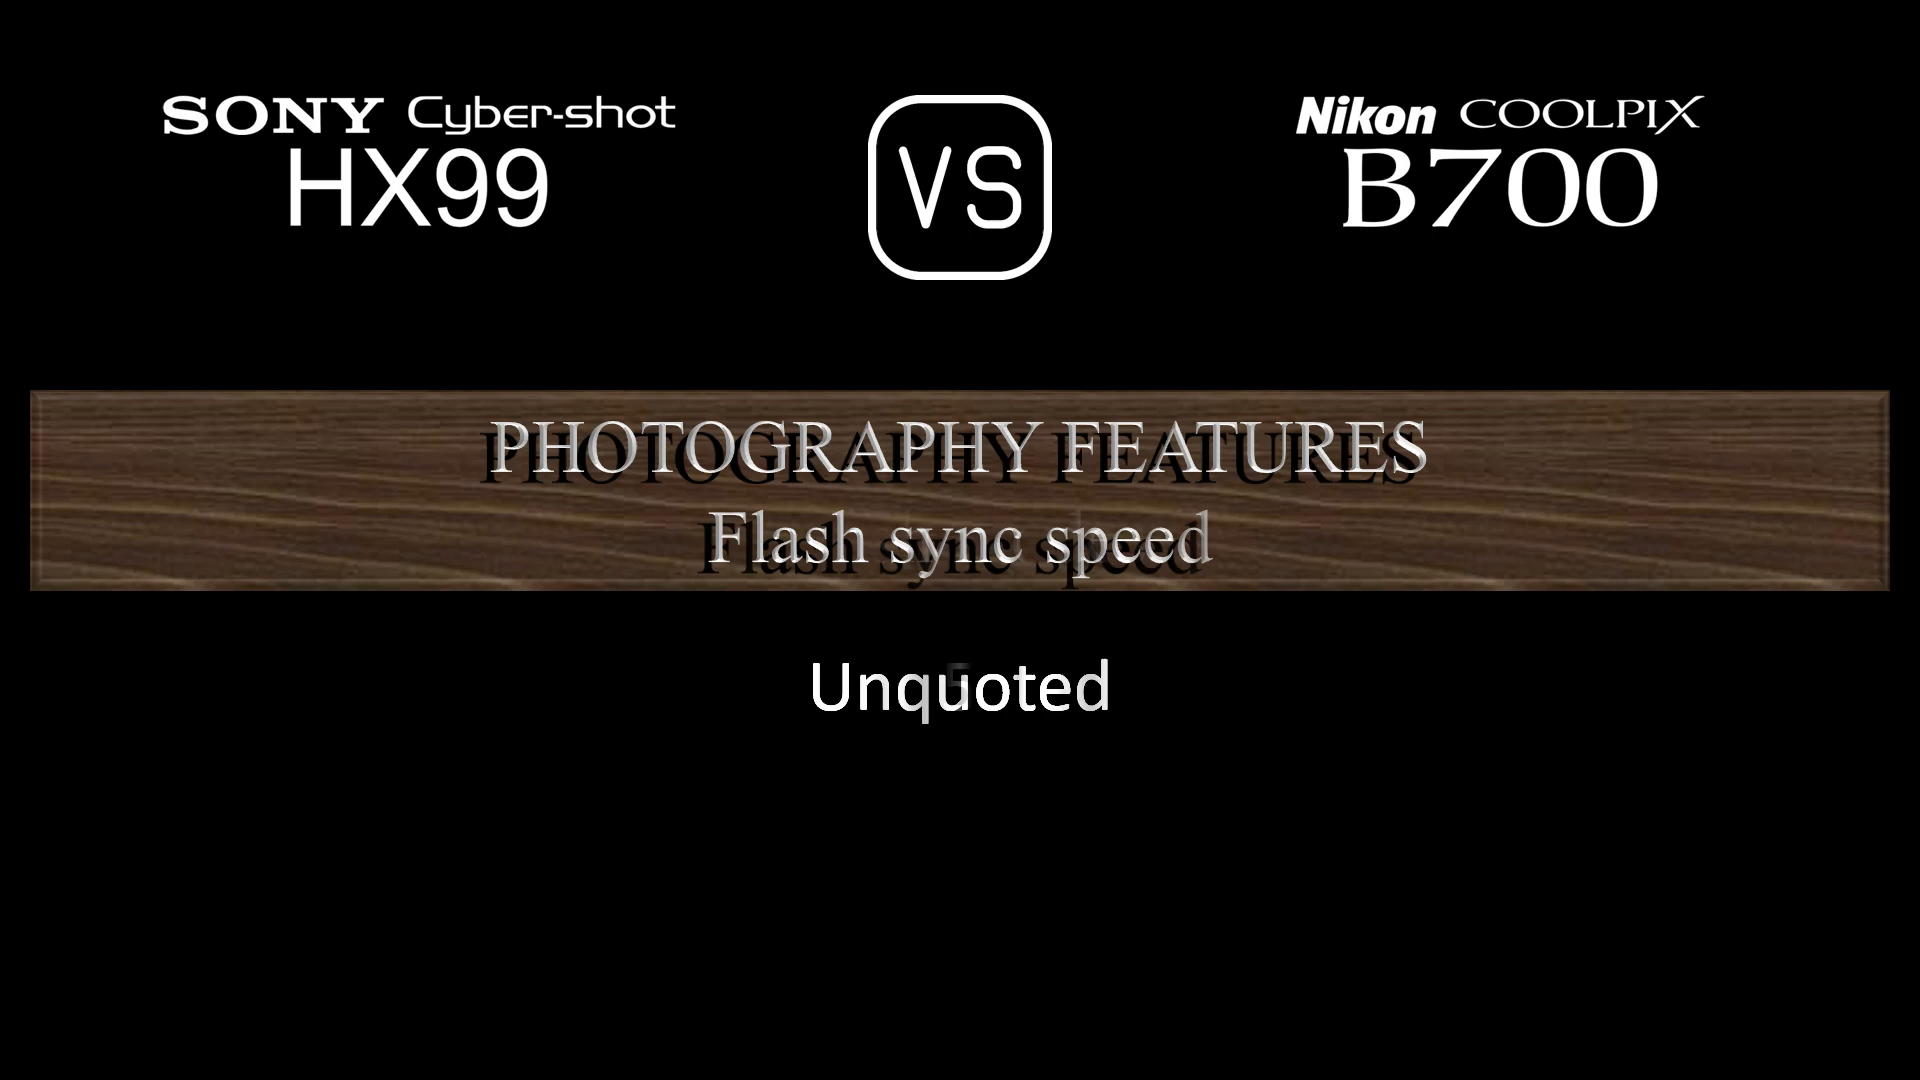 SONY Cyber-shot
HX99
VS
Nikon COOLPIX
B700
PHOTOGRAPHY FEATURES
Flash sync speed
Unquoted